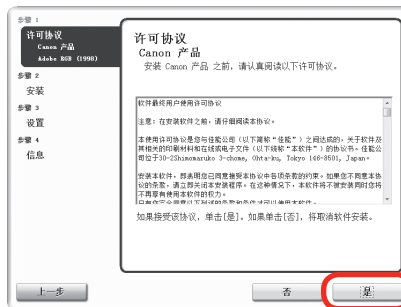 步骤 1
许可协议
Canon 产品
Adobe RGB (1998)
步骤 2
安装
步骤 3
设置
步骤 4
信息
许可协议
Canon 产品
安装 Canon 产品 之前，请认真阅读以下许可协议。
软件最终用户使用许可协议
注意：在安装软件之前，请仔细阅读本协议。
本使用许可协议是您与佳能公司（以下简称“佳能”）之间达成的，关于软件及
其相关的印刷材料和在线或电子文件（以下统称“本软件”）的协议书。佳能公
司位于30-2Shimomaruko 3-chome, Ohta-ku, Tokyo 146-8501, Japan。
安装本软件，即表明您已同意接受本协议中各项条款的约束。如果您不同意本协
议的条款，请立即关闭本安装程序。在这种情况下，本软件将不被安装同时您将
不再享有使用本软件的权力。
如果接受该协议，单击[是]。如果单击[否]，将取消软件安装。
上一步
否
是